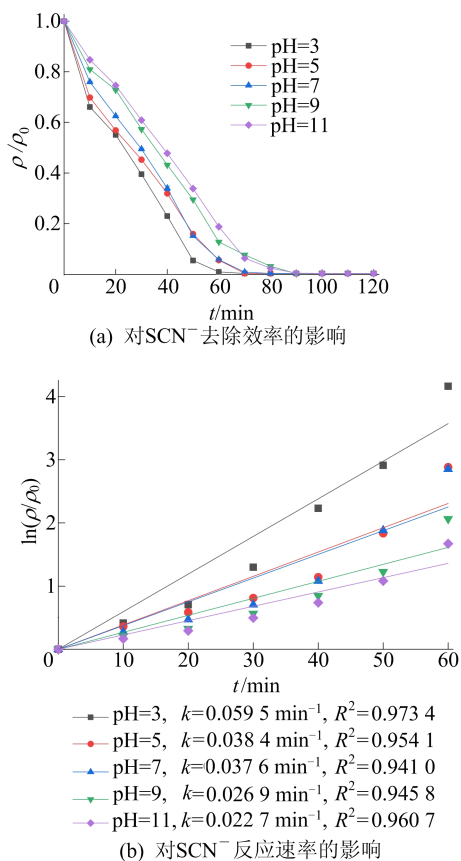 1.0
0.8
0.6
0.4
0.2
0
ρ/ρ₀
pH=3
pH=5
pH=7
pH=9
pH=11
20 40 60 80 100 120
t/min
(a) 对SCN⁻去除效率的影响
4
3
2
1
0
ln(ρ/ρ₀)
10 20 30 40 50 60
t/min
pH=3, k=0.059 5 min⁻¹, R²=0.973 4
pH=5, k=0.038 4 min⁻¹, R²=0.954 1
pH=7, k=0.037 6 min⁻¹, R²=0.941 0
pH=9, k=0.026 9 min⁻¹, R²=0.945 8
pH=11, k=0.022 7 min⁻¹, R²=0.960 7
(b) 对SCN⁻反应速率的影响